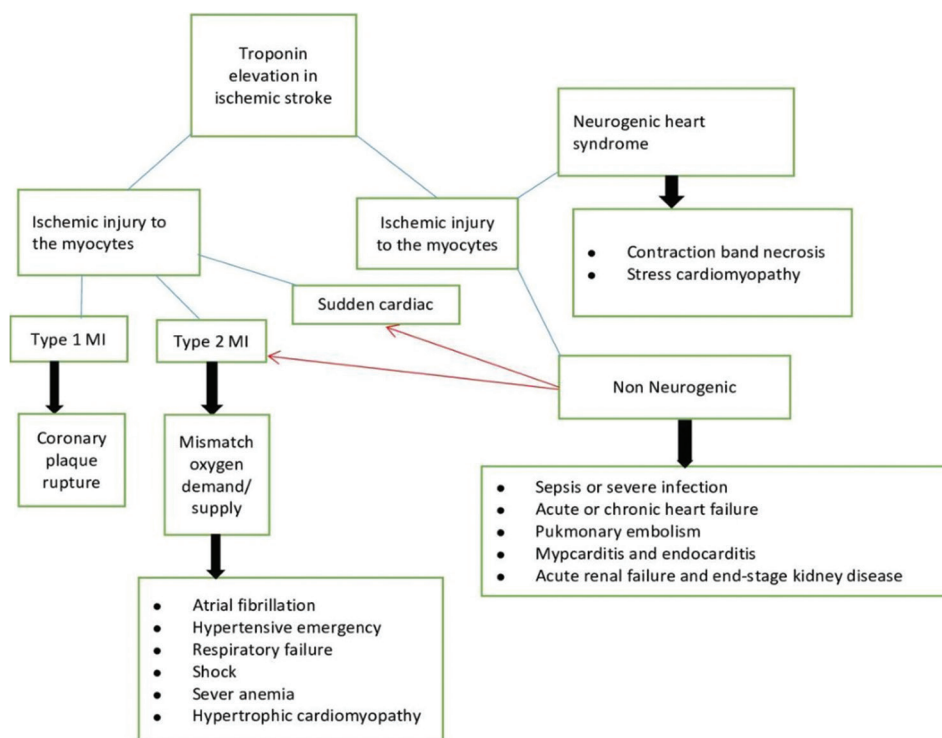 Troponin
elevation in
ischemic stroke
Neurogenic heart
syndrome
Ischemic injury to
the myocytes
Ischemic injury
to the myocytes
● Contraction band necrosis
● Stress cardiomyopathy
Sudden cardiac
Type 1 MI
Type 2 MI
Non Neurogenic
Coronary
plaque
rupture
Mismatch
oxygen
demand/
supply
● Sepsis or severe infection
● Acute or chronic heart failure
● Pukmonary embolism
● Mypcarditis and endocarditis
● Acute renal failure and end-stage kidney disease
● Atrial fibrillation
● Hypertensive emergency
● Respiratory failure
● Shock
● Sever anemia
● Hypertrophic cardiomyopathy